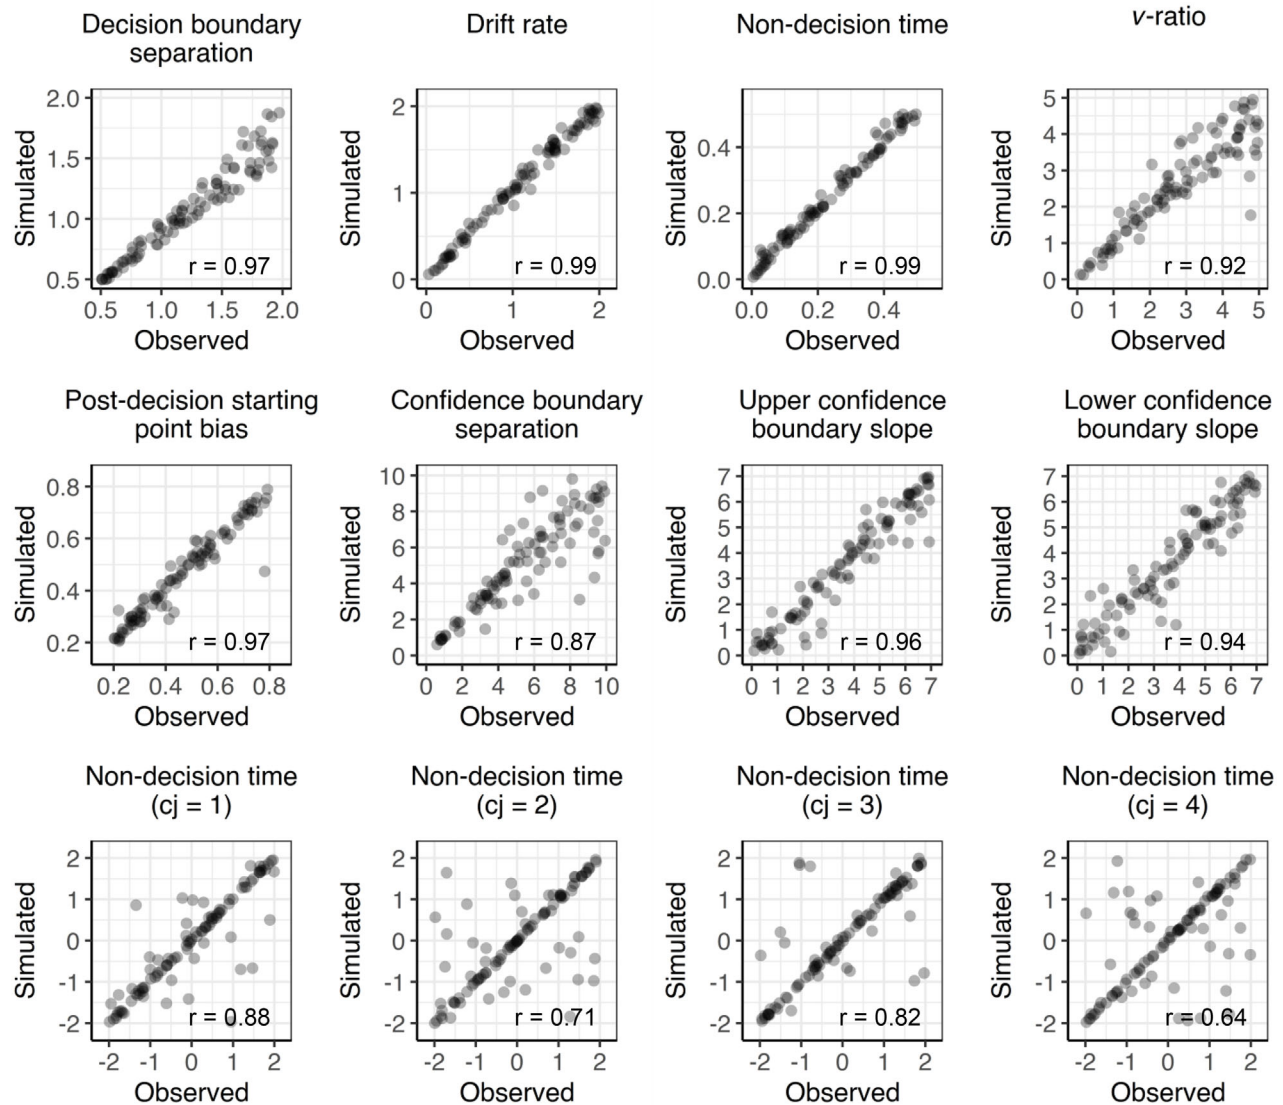 Decision boundary
separation
Drift rate
Non-decision time
v-ratio
2.0
1.5
1.0
0.5
Simulated
r = 0.97
0.5 1.0 1.5 2.0
Observed
2
1
0
Simulated
r = 0.99
0 1 2
Observed
0.4
0.2
0.0
Simulated
r = 0.99
0.0 0.2 0.4
Observed
5
4
3
2
1
0
Simulated
r = 0.92
0 1 2 3 4 5
Observed
Post-decision starting
point bias
Confidence boundary
separation
Upper confidence
boundary slope
Lower confidence
boundary slope
0.8
0.6
0.4
0.2
Simulated
r = 0.97
0.2 0.4 0.6 0.8
Observed
10
8
6
4
2
0
Simulated
r = 0.87
0 2 4 6 8 10
Observed
7
6
5
4
3
2
1
0
Simulated
r = 0.96
0 1 2 3 4 5 6 7
Observed
7
6
5
4
3
2
1
0
Simulated
r = 0.94
0 1 2 3 4 5 6 7
Observed
Non-decision time
(cj = 1)
Non-decision time
(cj = 2)
Non-decision time
(cj = 3)
Non-decision time
(cj = 4)
2
1
0
-1
-2
Simulated
r = 0.88
-2 -1 0 1 2
Observed
2
1
0
-1
-2
Simulated
r = 0.71
-2 -1 0 1 2
Observed
2
1
0
-1
-2
Simulated
r = 0.82
-2 -1 0 1 2
Observed
2
1
0
-1
-2
Simulated
r = 0.64
-2 -1 0 1 2
Observed